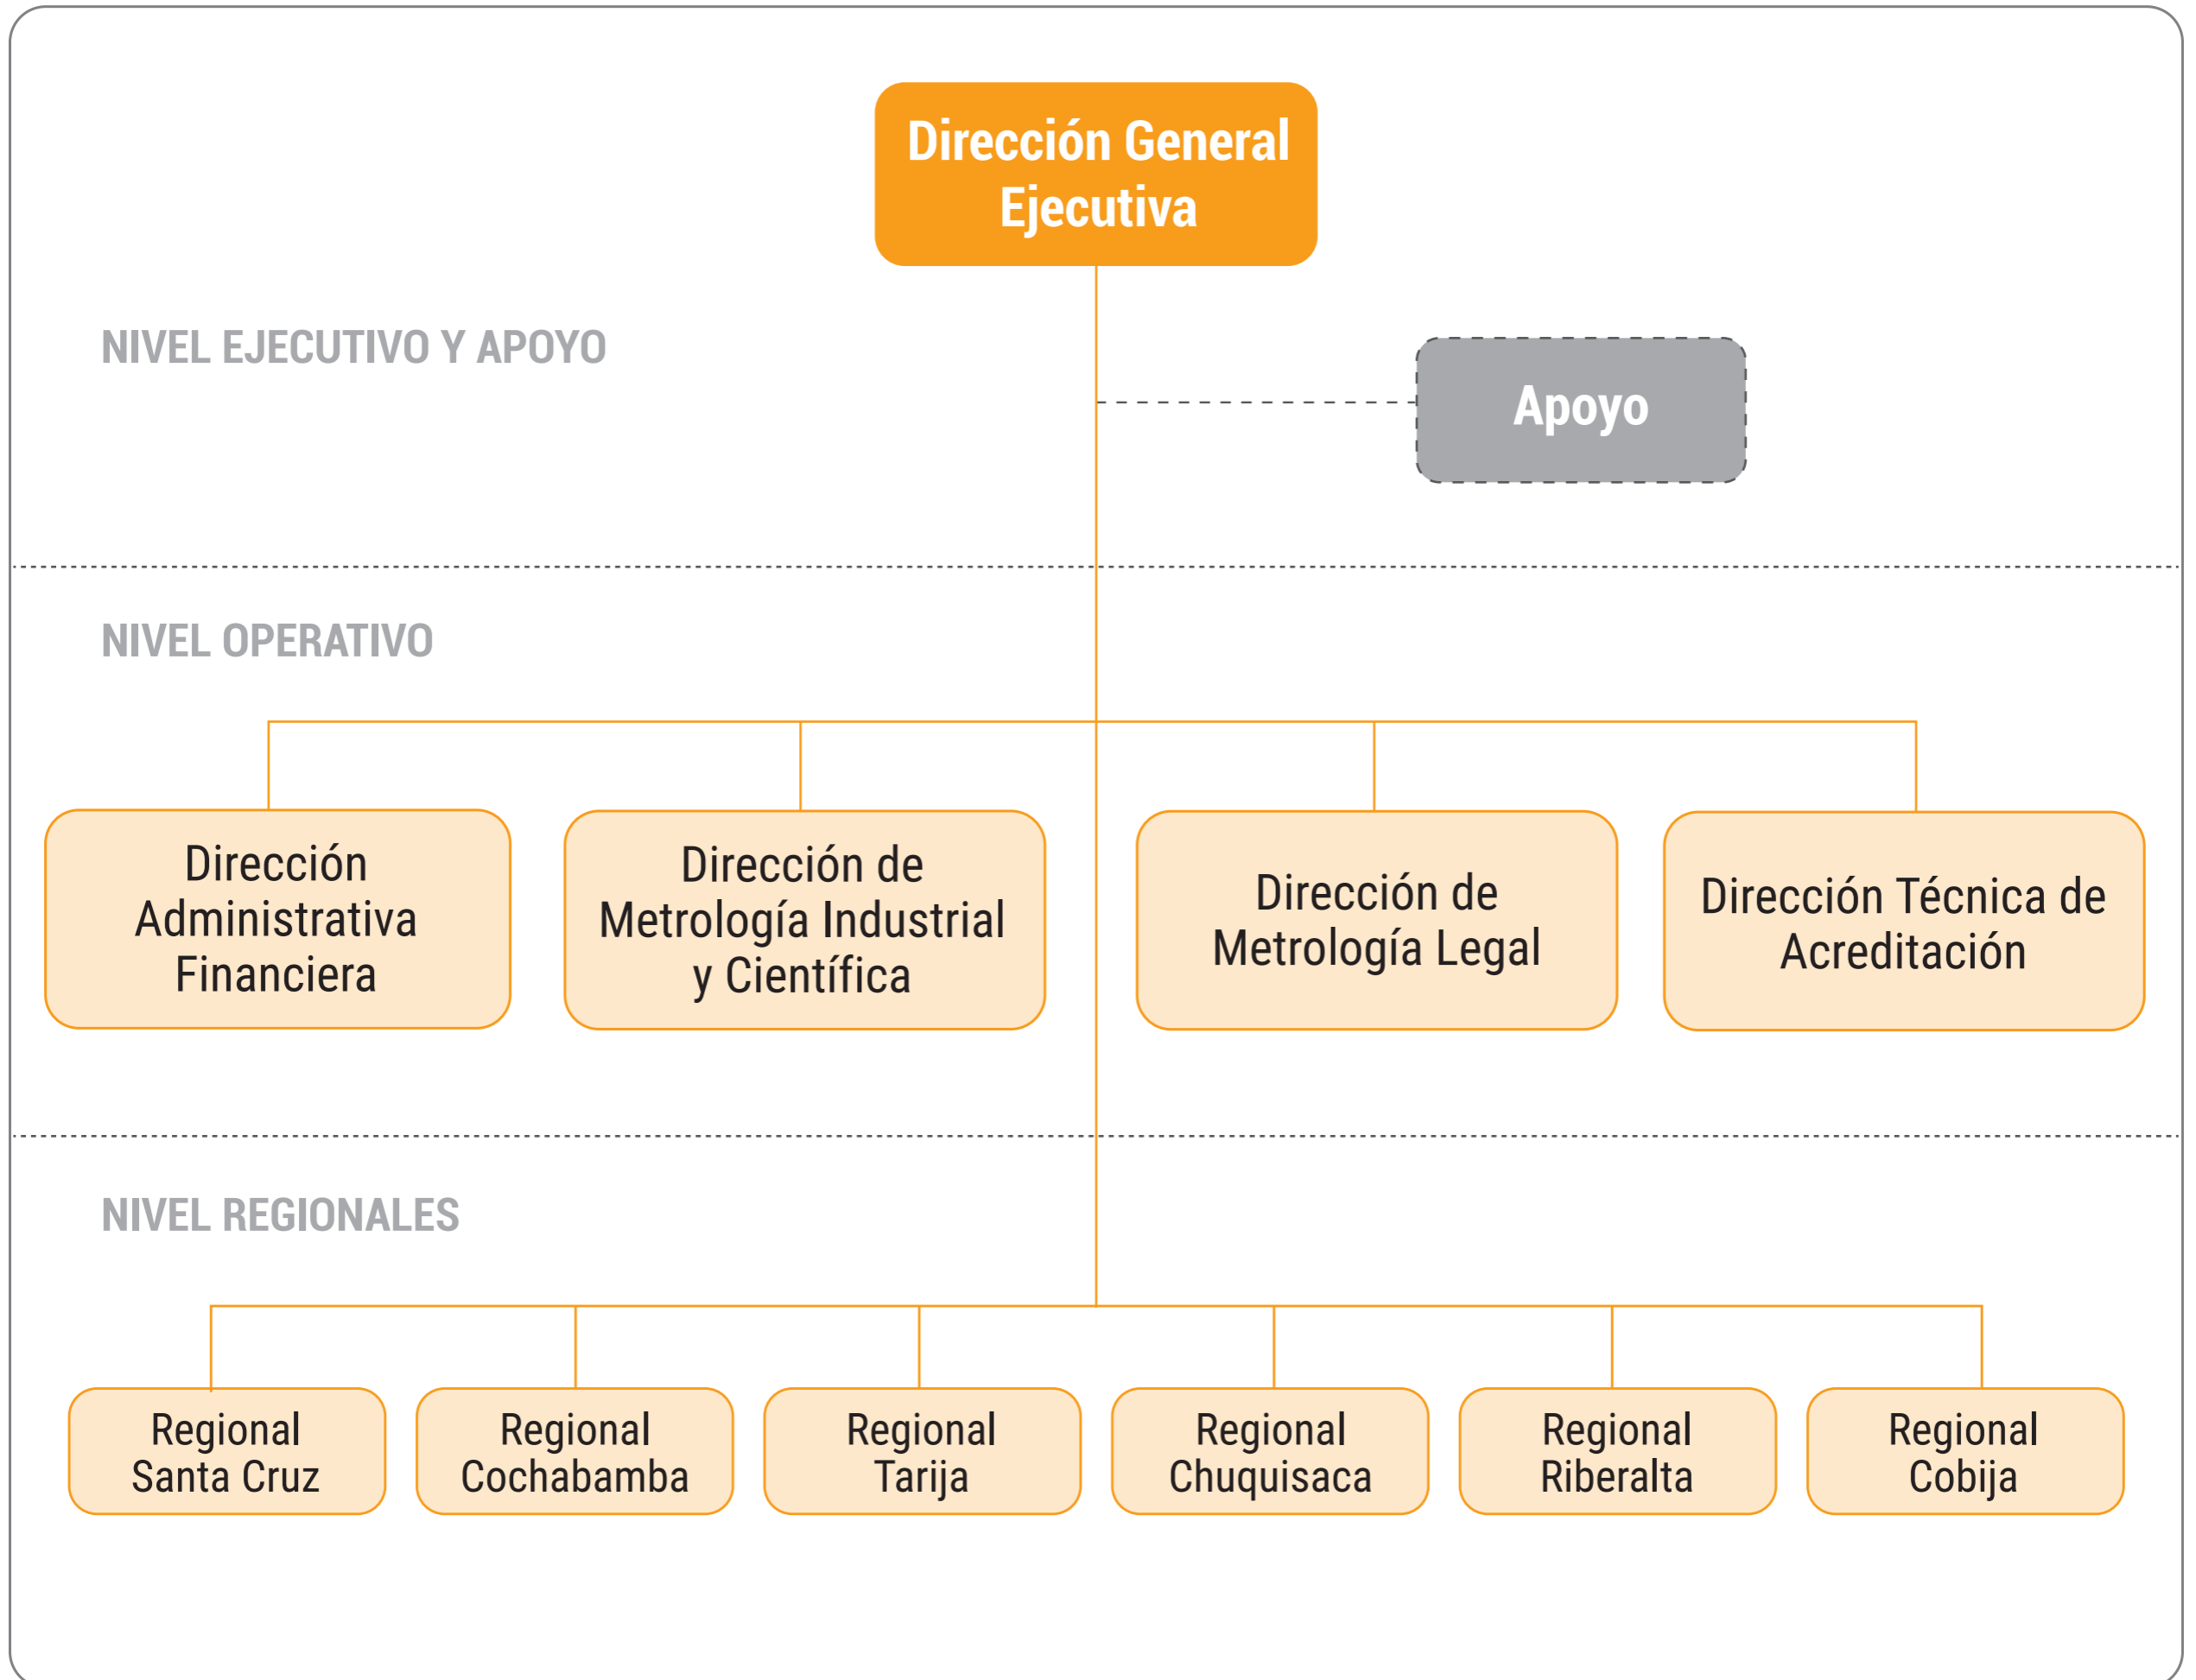 Dirección General
Ejecutiva
NIVEL EJECUTIVO Y APOYO
Apoyo
NIVEL OPERATIVO
Dirección
Administrativa
Financiera
Dirección de
Metrología Industrial
y Científica
Dirección de
Metrología Legal
Dirección Técnica de
Acreditación
NIVEL REGIONALES
Regional
Santa Cruz
Regional
Cochabamba
Regional
Tarija
Regional
Chuquisaca
Regional
Riberalta
Regional
Cobija